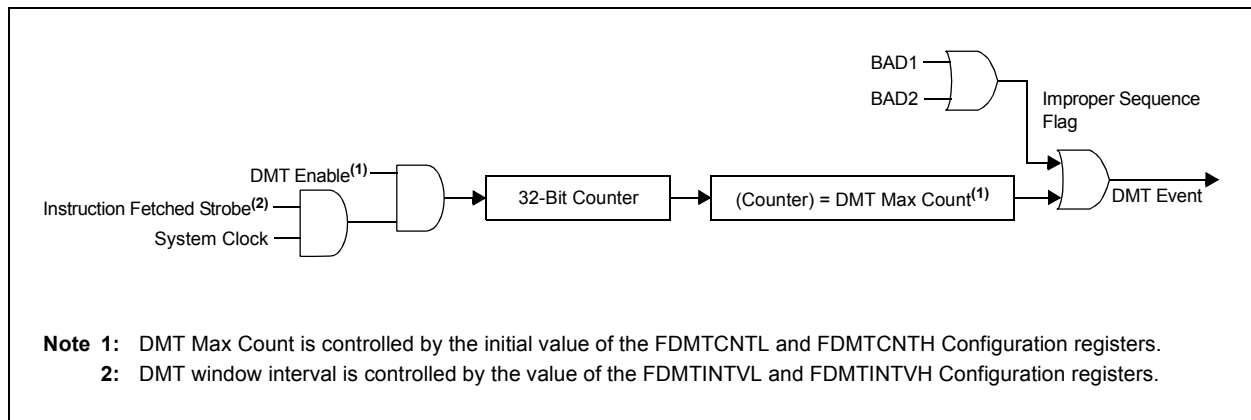 BAD1
BAD2
Improper Sequence
Flag
DMT Enable(1)
Instruction Fetched Strobe(2)
System Clock
32-Bit Counter
(Counter) = DMT Max Count(1)
DMT Event
Note 1: DMT Max Count is controlled by the initial value of the FDMTCNTL and FDMTCNTH Configuration registers.
2: DMT window interval is controlled by the value of the FDMTINTVL and FDMTINTVH Configuration registers.